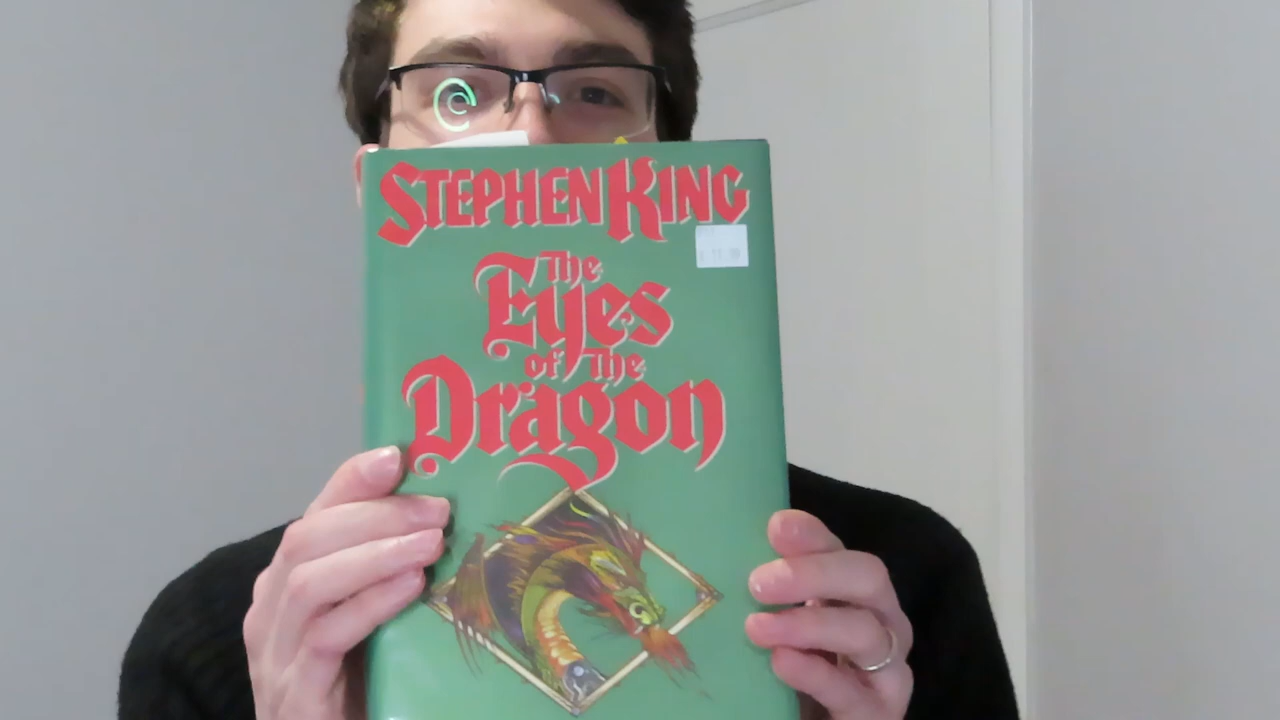 STEPHEN KING
The
Eyes
of The
Dragon